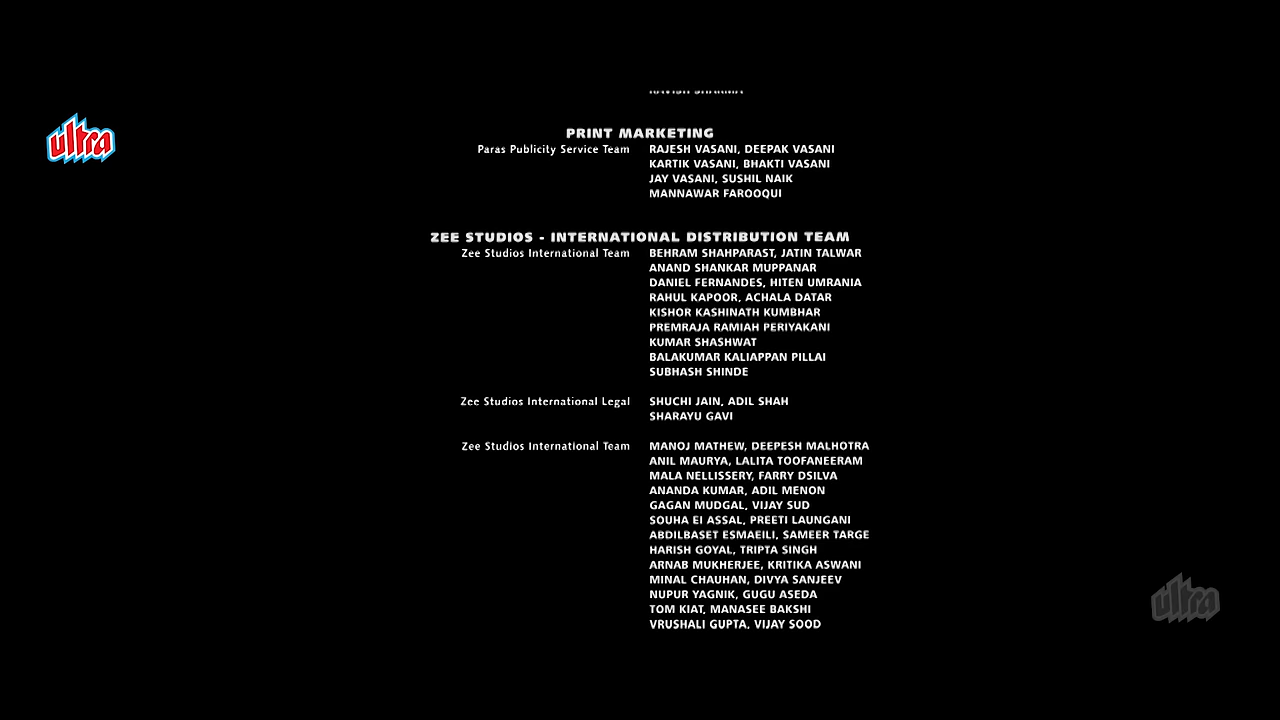 ultra
PRINT MARKETING
Paras Publicity Service Team RAJESH VASANI, DEEPAK VASANI
KARTIK VASANI, BHAKTI VASANI
JAY VASANI, SUSHIL NAIK
MANNAWAR FAROOQUI
ZEE STUDIOS - INTERNATIONAL DISTRIBUTION TEAM
Zee Studios International Team BEHRAM SHAHPARAST, JATIN TALWAR
ANAND SHANKAR MUPPANAR
DANIEL FERNANDES, HITEN UMRANIA
RAHUL KAPOOR, ACHALA DATAR
KISHOR KASHINATH KUMBHAR
PREMRAJA RAMIAH PERIYAKANI
KUMAR SHASHWAT
BALAKUMAR KALIAPPAN PILLAI
SUBHASH SHINDE
Zee Studios International Legal SHUCHI JAIN, ADIL SHAH
SHARAYU GAVI
Zee Studios International Team MANOJ MATHEW, DEEPESH MALHOTRA
ANIL MAURYA, LALITA TOOFANEERAM
MALA NELLISSERY, FARRY DSILVA
ANANDA KUMAR, ADIL MENON
GAGAN MUDGAL, VIJAY SUD
SOUHA EI ASSAL, PREETI LAUNGANI
ABDILBASET ESMAEILI, SAMEER TARGE
HARISH GOYAL, TRIPTA SINGH
ARNAB MUKHERJEE, KRITIKA ASWANI
MINAL CHAUHAN, DIVYA SANJEEV
NUPUR YAGNIK, GUGU ASEDA
TOM KIAT, MANASEE BAKSHI
VRUSHALI GUPTA, VIJAY SOOD
ultra